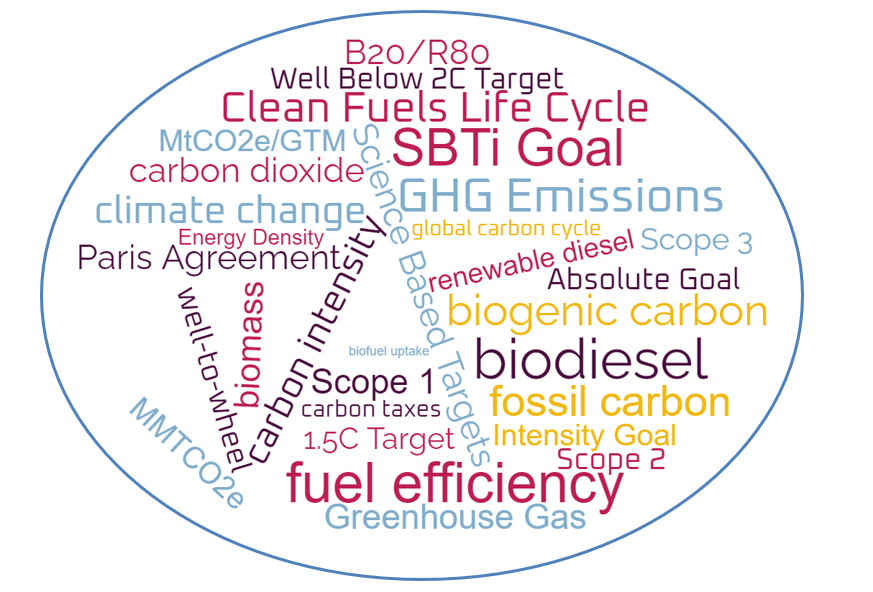 B20/R80
Well Below 2C Target
Clean Fuels Life Cycle
MtCO2e/GTM
SBTi Goal
carbon dioxide
Science Based Targets
GHG Emissions
climate change
global carbon cycle
Energy Density
renewable diesel
Scope 3
Paris Agreement
Absolute Goal
carbon intensity
well-to-wheel
biomass
biogenic carbon
biofuel uptake
biodiesel
Scope 1
fossil carbon
carbon taxes
MMTCO2e
1.5C Target
Intensity Goal
Scope 2
fuel efficiency
Greenhouse Gas